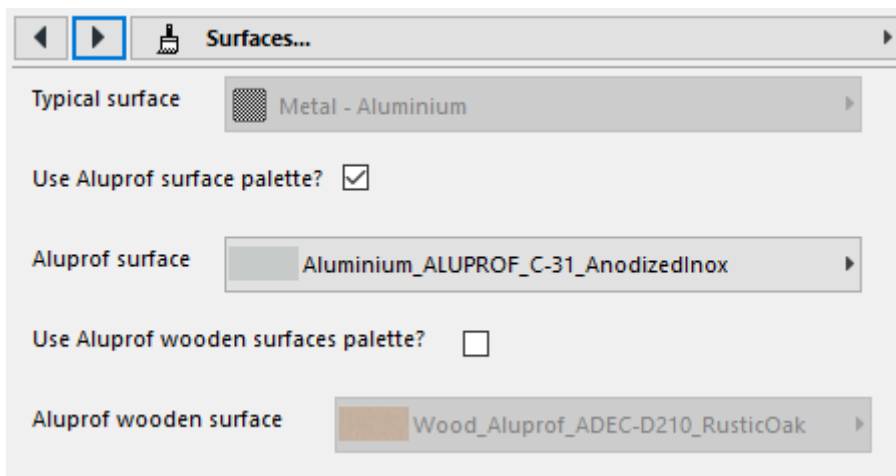 Surfaces...
Typical surface Metal - Aluminium
Use Aluprof surface palette?
Aluprof surface Aluminium_ALUPROF_C-31_AnodizedInox
Use Aluprof wooden surfaces palette?
Aluprof wooden surface Wood_Aluprof_ADEC-D210_RusticOak